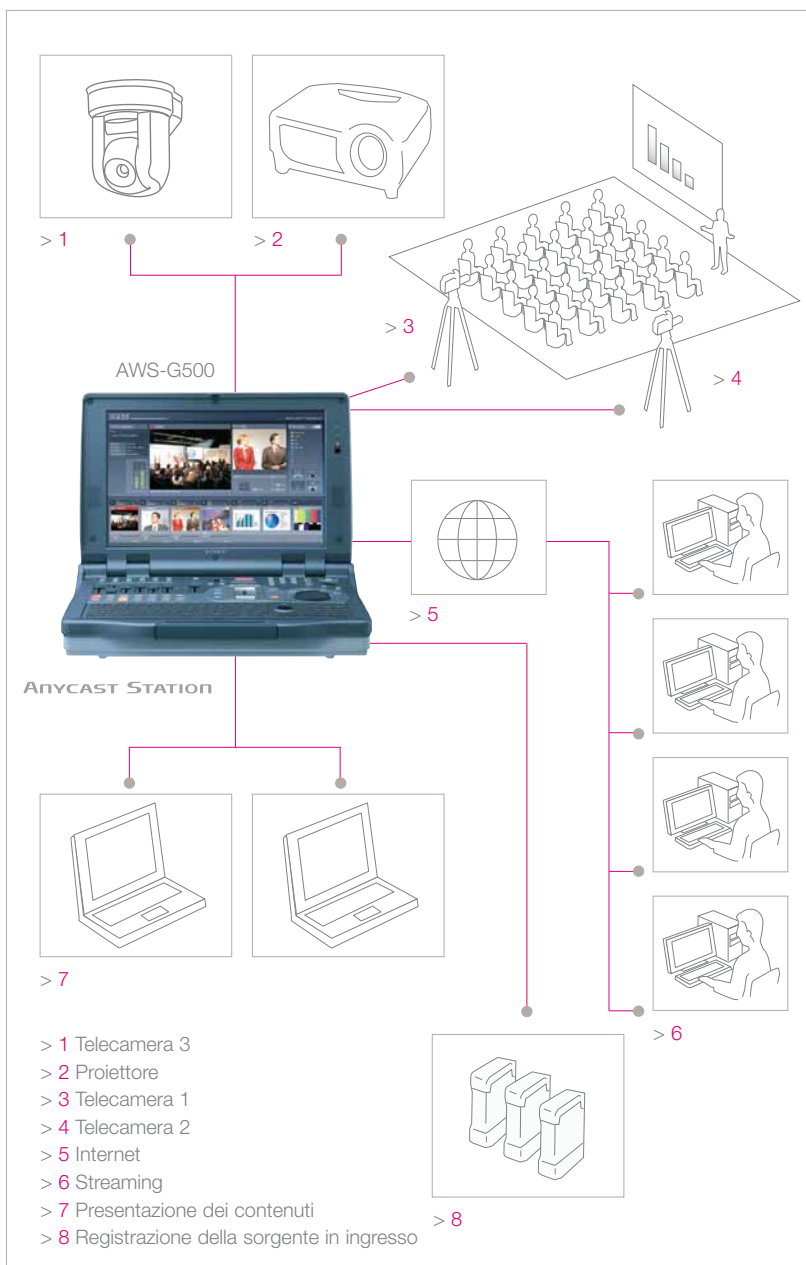 > 1
> 2
> 3
> 4
AWS-G500
SONY
> 5
ANYCAST STATION
> 7
> 6
> 1 Telecamera 3
> 2 Proiettore
> 3 Telecamera 1
> 4 Telecamera 2
> 5 Internet
> 6 Streaming
> 7 Presentazione dei contenuti
> 8 Registrazione della sorgente in ingresso
> 8